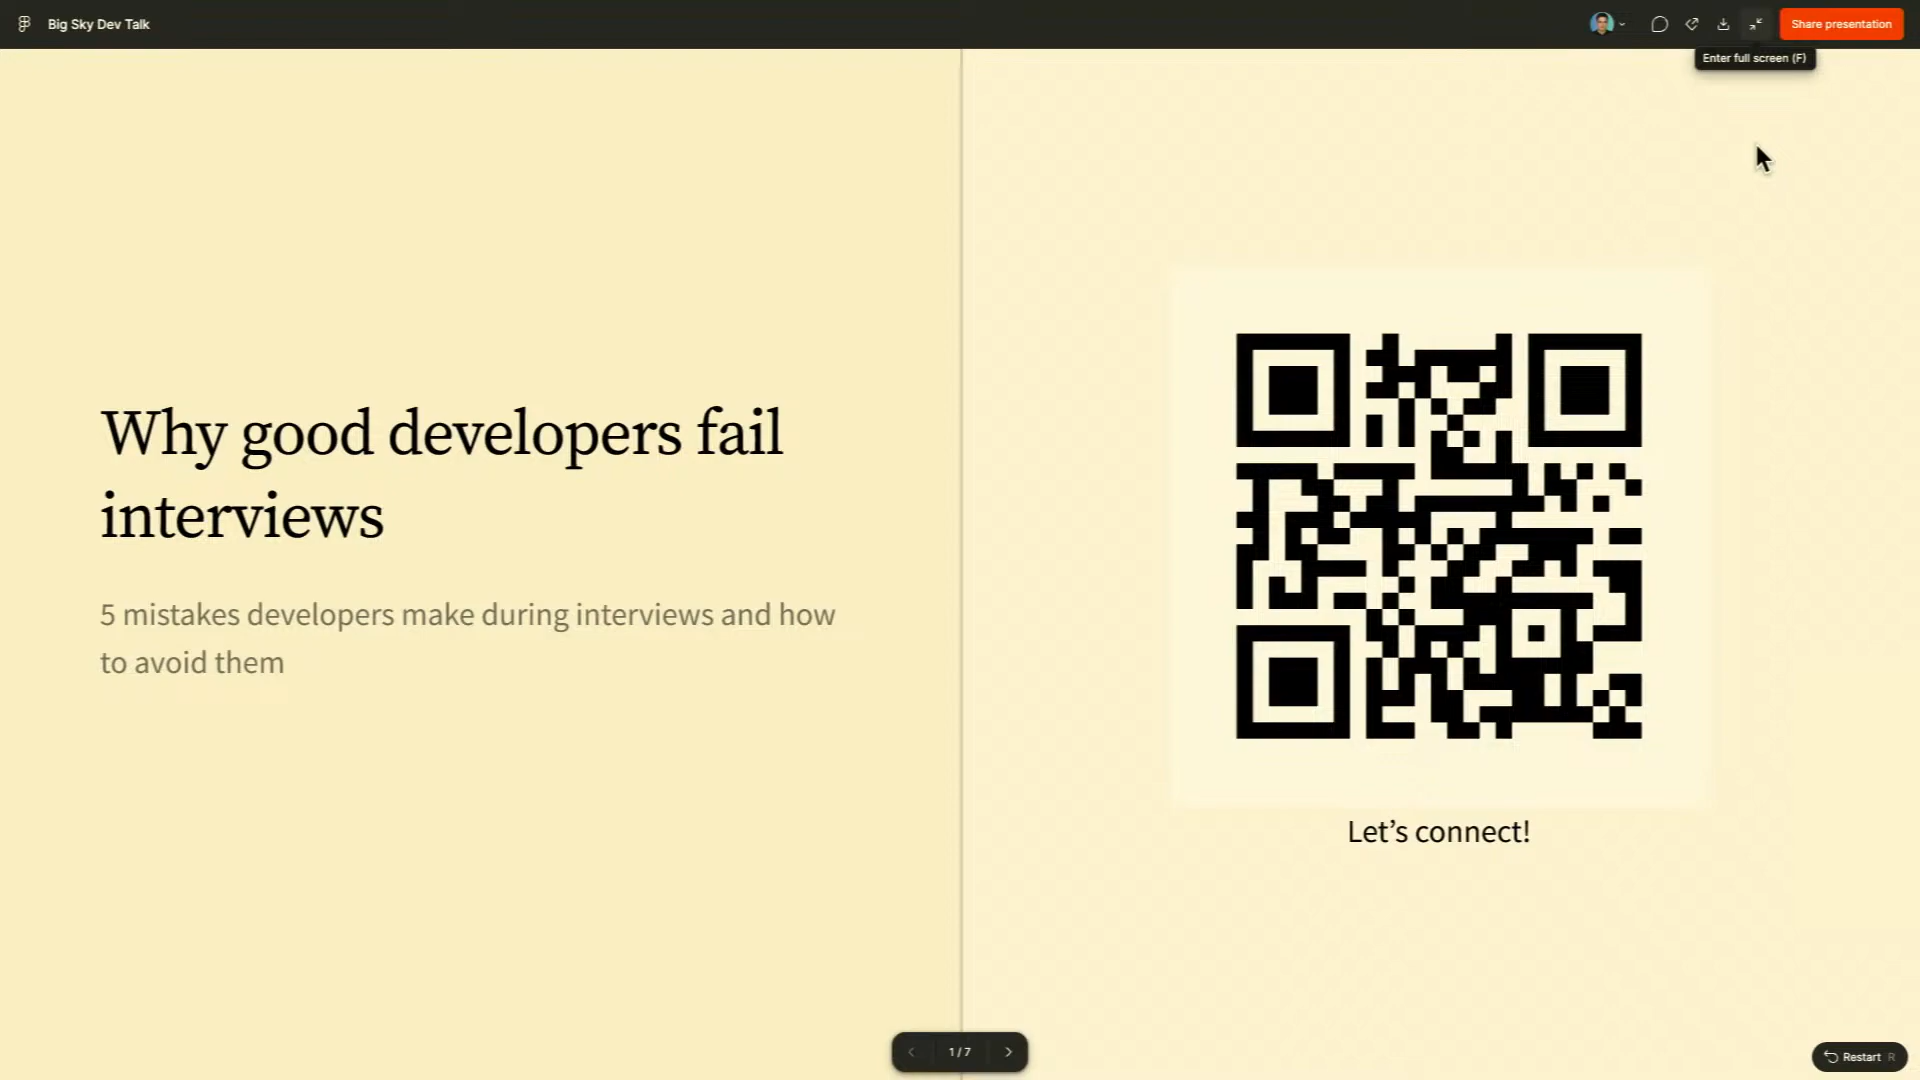 Big Sky Dev Talk
Share presentation
Enter full screen (F)
Why good developers fail
interviews
5 mistakes developers make during interviews and how
to avoid them
Let’s connect!
1 / 7
Restart R